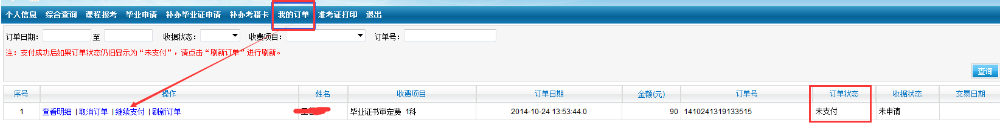 个人信息 综合查询 课程报考 毕业申请 补办毕业证申请 补办考籍卡 我的订单 准考证打印 退出
订单日期： 至 收据状态： 收费项目： 订单号：
注：支付成功后如果订单状态仍旧显示为“未支付”，请点击“刷新订单”进行刷新。
查询
序号 操作 姓名 收费项目 订单日期 金额(元) 订单号 订单状态 收据状态 交易日期
1 查看明细 |取消订单 |继续支付 |刷新订单 毕业证书审定费 1科 2014-10-24 13:53:44.0 90 1410241319133515 未支付 未申请